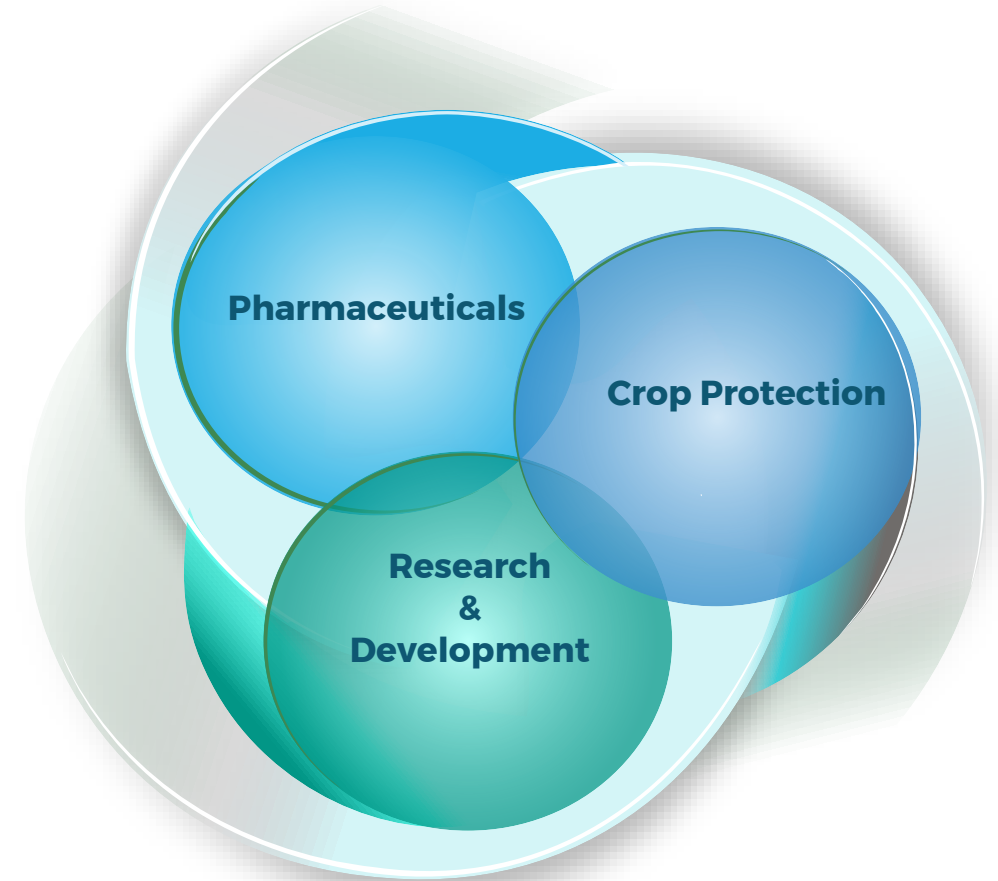 Pharmaceuticals
Crop Protection
Research
&
Development